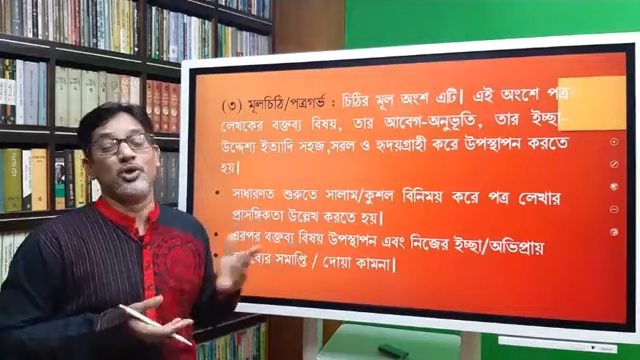 (৩) মূলচিঠি/পত্রগর্ভ : চিঠির মূল অংশ এটি। এই অংশে পত্র-
লেখকের বক্তব্য বিষয়, তার আবেগ-অনুভূতি, তার ইচ্ছা-
উদ্দেশ্য ইত্যাদি সহজ,সরল ও হৃদয়গ্রাহী করে উপস্থাপন করতে
হয়।
• সাধারণত শুরুতে সালাম/কুশল বিনিময় করে পত্র লেখার
প্রাসঙ্গিকতা উল্লেখ করতে হয়।
• এরপর বক্তব্য বিষয় উপস্থাপন এবং নিজের ইচ্ছা/অভিপ্রায়
সমাপ্তি / দোয়া কামনা।